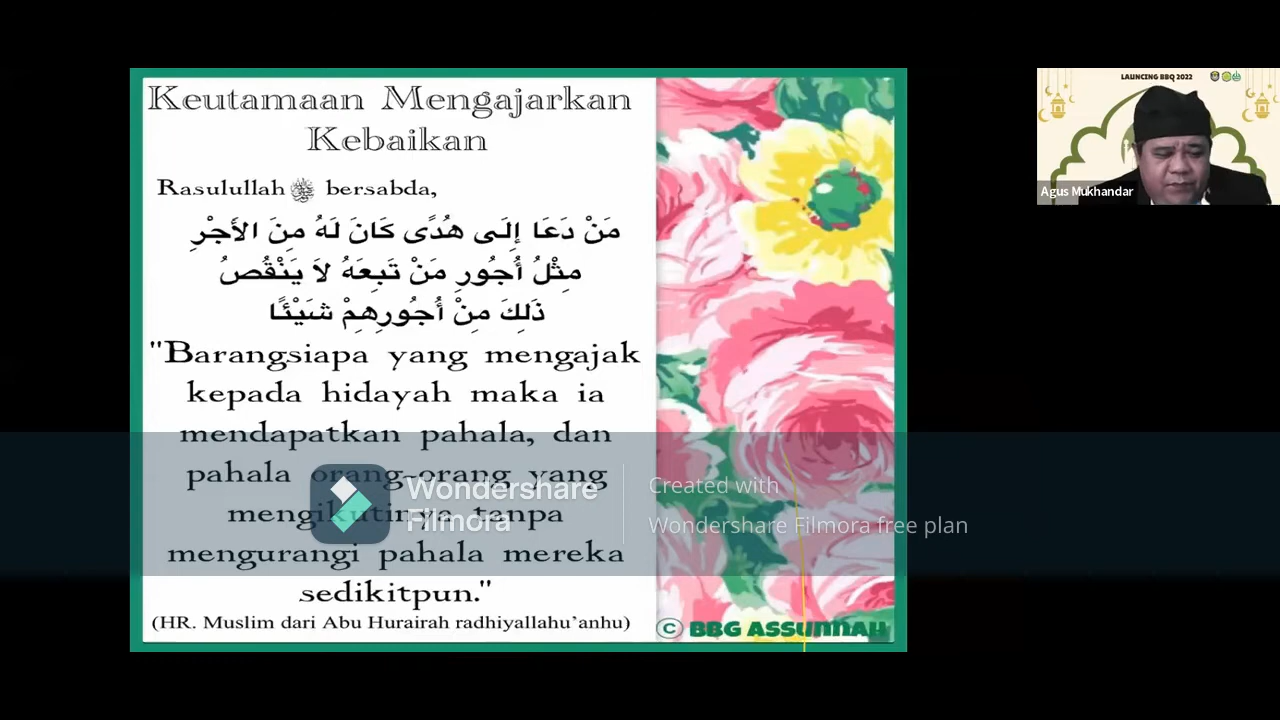 Keutamaan Mengajarkan
Kebaikan
Rasulullah ﷺ bersabda,
مَنْ دَعَا إِلَى هُدًى كَانَ لَهُ مِنَ الأَجْرِ
مِثْلُ أُجُورِ مَنْ تَبِعَهُ لاَ يَنْقُصُ
ذَلِكَ مِنْ أُجُورِهِمْ شَيْئًا
"Barangsiapa yang mengajak
kepada hidayah maka ia
mendapatkan pahala, dan
pahala orang-orang yang
mengikutinya tanpa
mengurangi pahala mereka
sedikitpun."
(HR. Muslim dari Abu Hurairah radhiyallahu'anhu)
© BBG ASSUNNAH
Wondershare
Filmora
Created with
Wondershare Filmora free plan
LAUNCING BBQ 2022
Agus Mukhandar